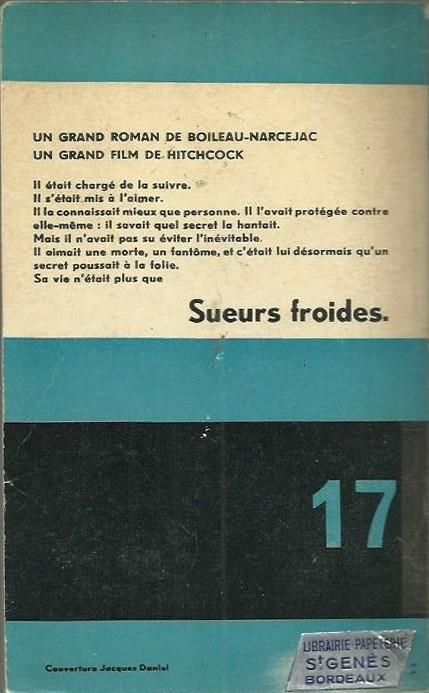 UN GRAND ROMAN DE BOILEAU-NARCEJAC
UN GRAND FILM DE HITCHCOCK
Il était chargé de la suivre.
Il s'était mis à l'aimer.
Il la connaissait mieux que personne. Il l'avait protégée contre
elle-même : il savait quel secret la hantait.
Mais il n'avait pas su éviter l'inévitable.
Il aimait une morte, un fantôme, et c'était lui désormais qu'un
secret poussait à la folie.
Sa vie n'était plus que
Sueurs froides.
17
Couverture Jacques Daniel
LIBRAIRIE-PAPETERIE
St GENÈS
BORDEAUX